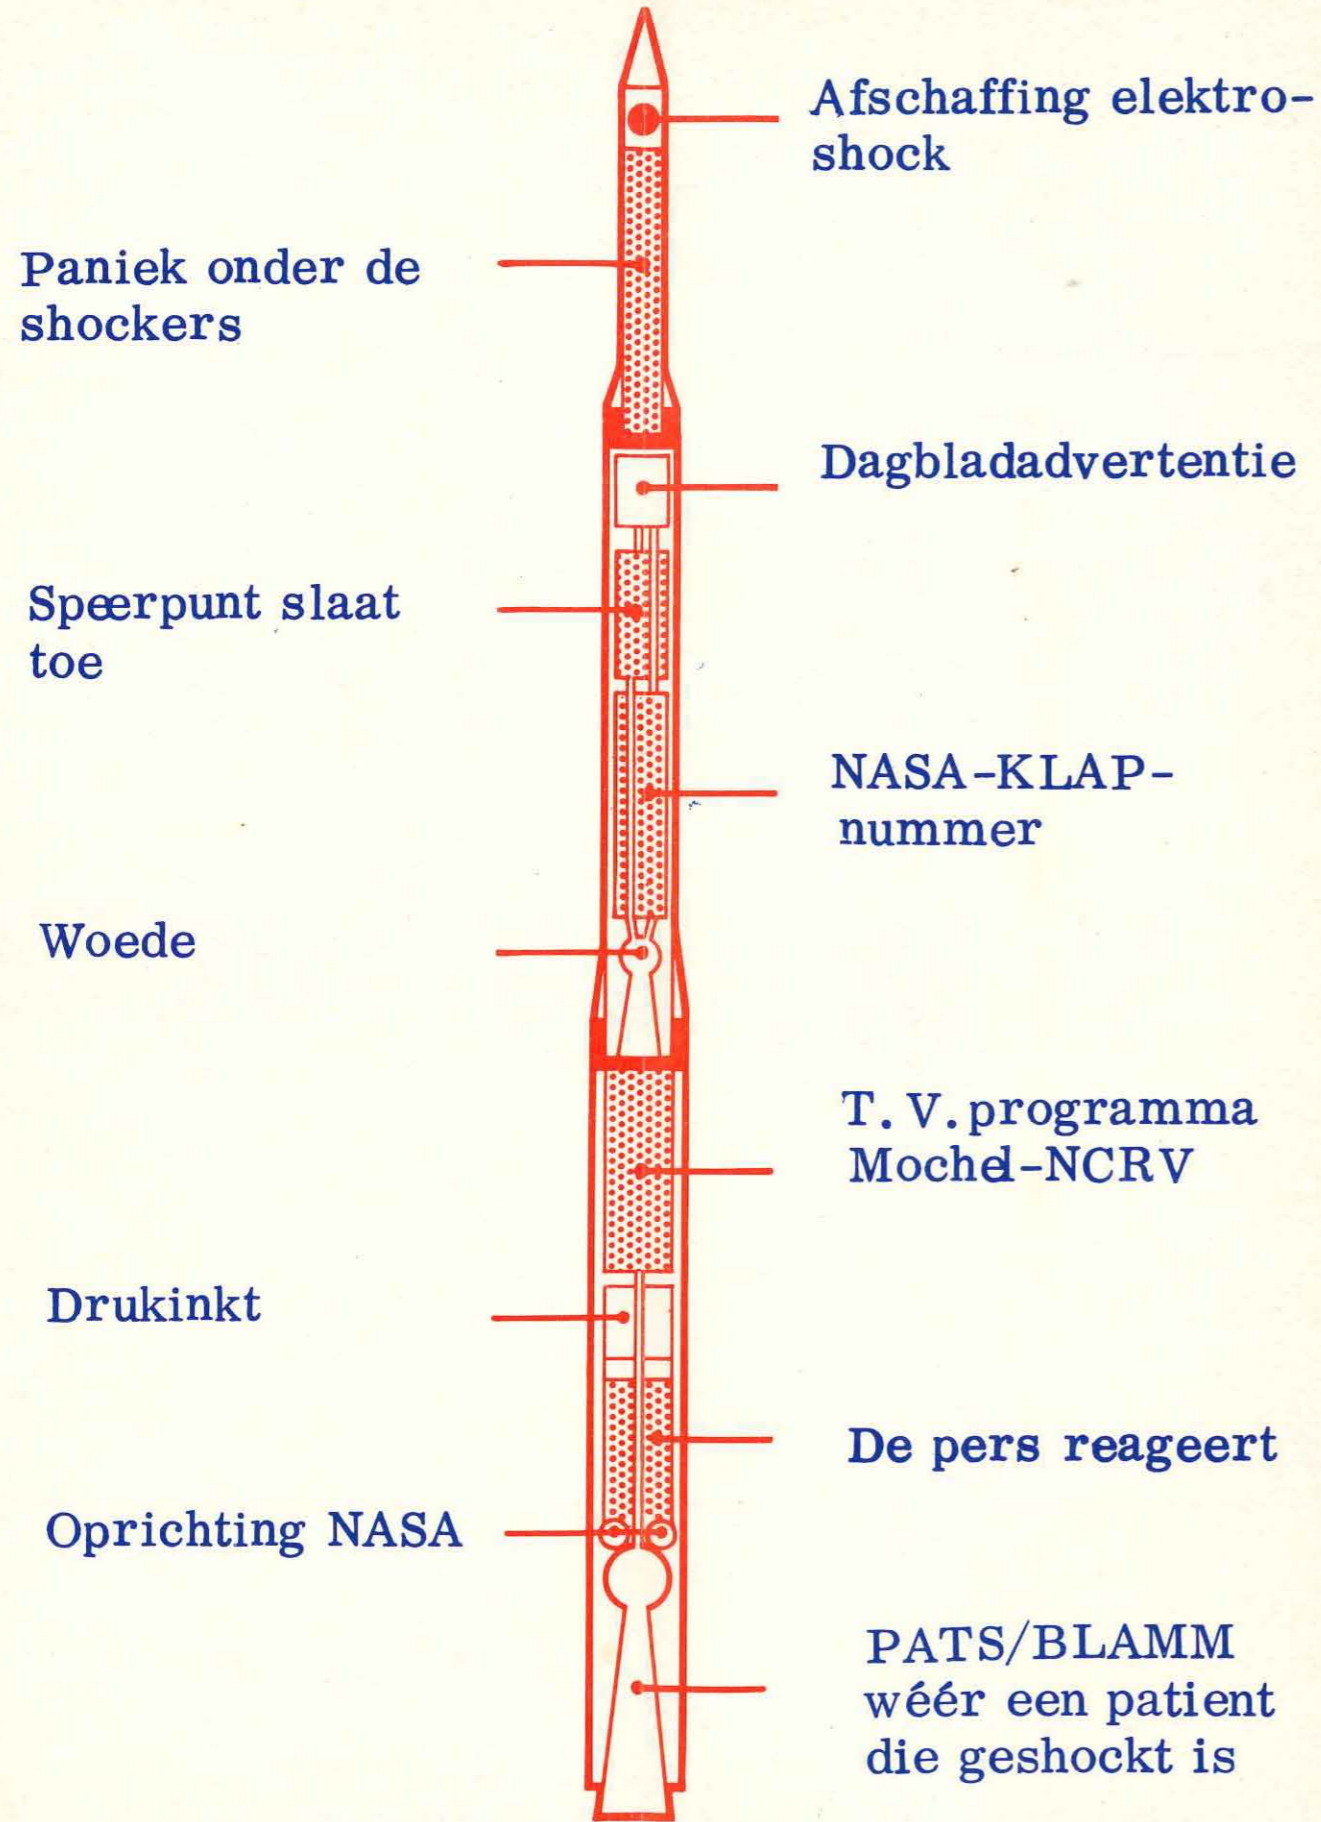 Afschaffing elektro-
shock
Paniek onder de
shockers
Dagbladadvertentie
Speerpunt slaat
toe
NASA-KLAP-
nummer
Woede
T.V.programma
Mochel-NCRV
Drukinkt
De pers reageert
Oprichting NASA
PATS/BLAMM
wéér een patient
die geshockt is